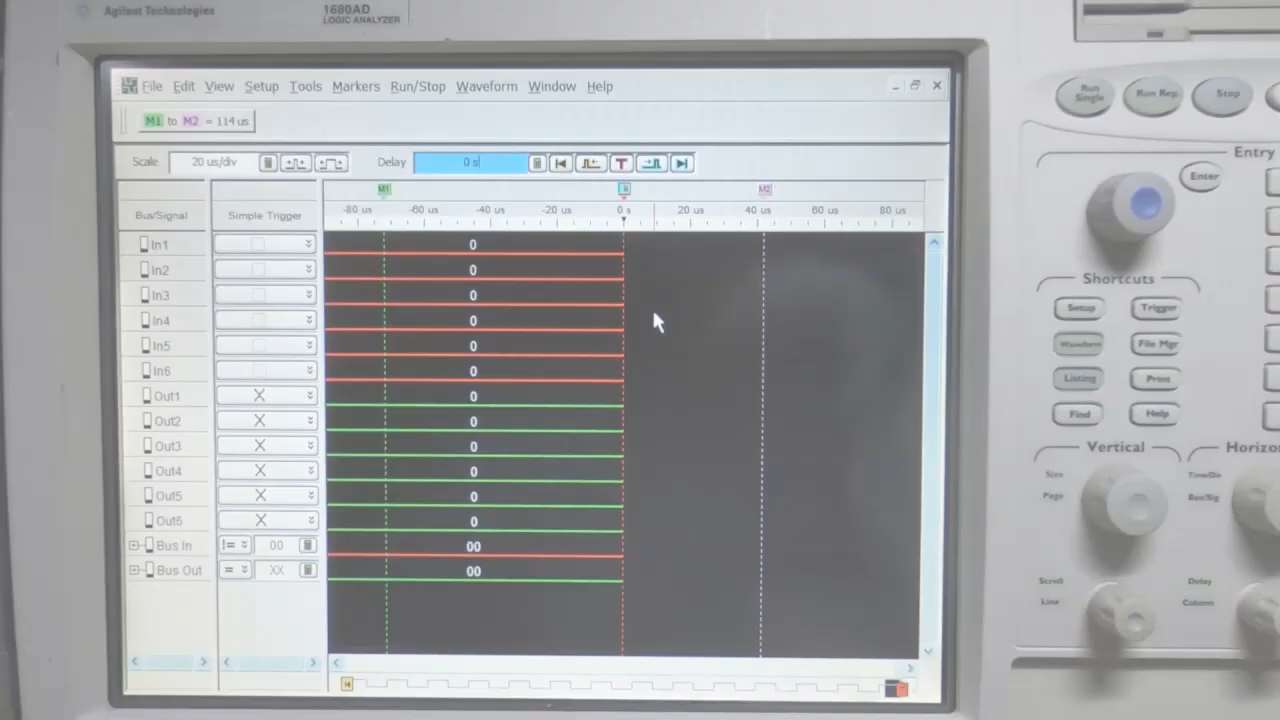 Agilent Technologies
1680AD
LOGIC ANALYZER
File Edit View Setup Tools Markers Run/Stop Waveform Window Help
M1 to M2 = 114 us
Scale 20 us/div Delay 0 s
M1 M2
Bus/Signal Simple Trigger -80 us -60 us -40 us -20 us 0 s 20 us 40 us 60 us 80 us
In1 0
In2 0
In3 0
In4 0
In5 0
In6 0
Out1 X 0
Out2 X 0
Out3 X 0
Out4 X 0
Out5 X 0
Out6 X 0
Bus In != 00 00
Bus Out = XX 00
Run Single
Run Rep
Stop
Entry
Enter
Shortcuts
Setup Trigger
Waveform File Mgr
Listing Print
Find Help
Vertical Horizo
Size Time/Div
Page Bus/Sig
Scroll Delay
Line Column